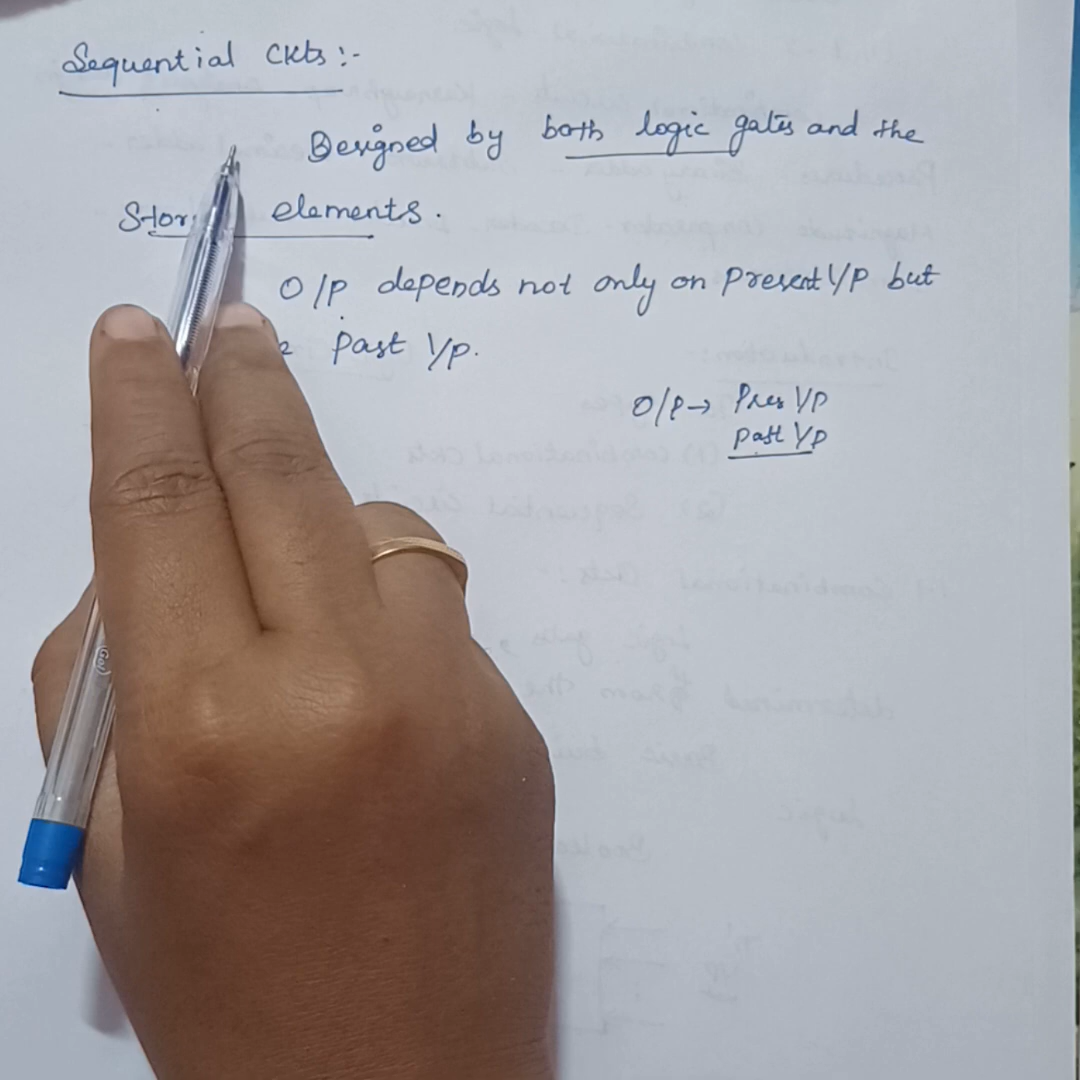 Sequential Ckts :-
Designed by both logic gates and the
Stor elements.
O/P depends not only on Present I/P but
Past I/P.
O/P → Pres I/P
Past I/P